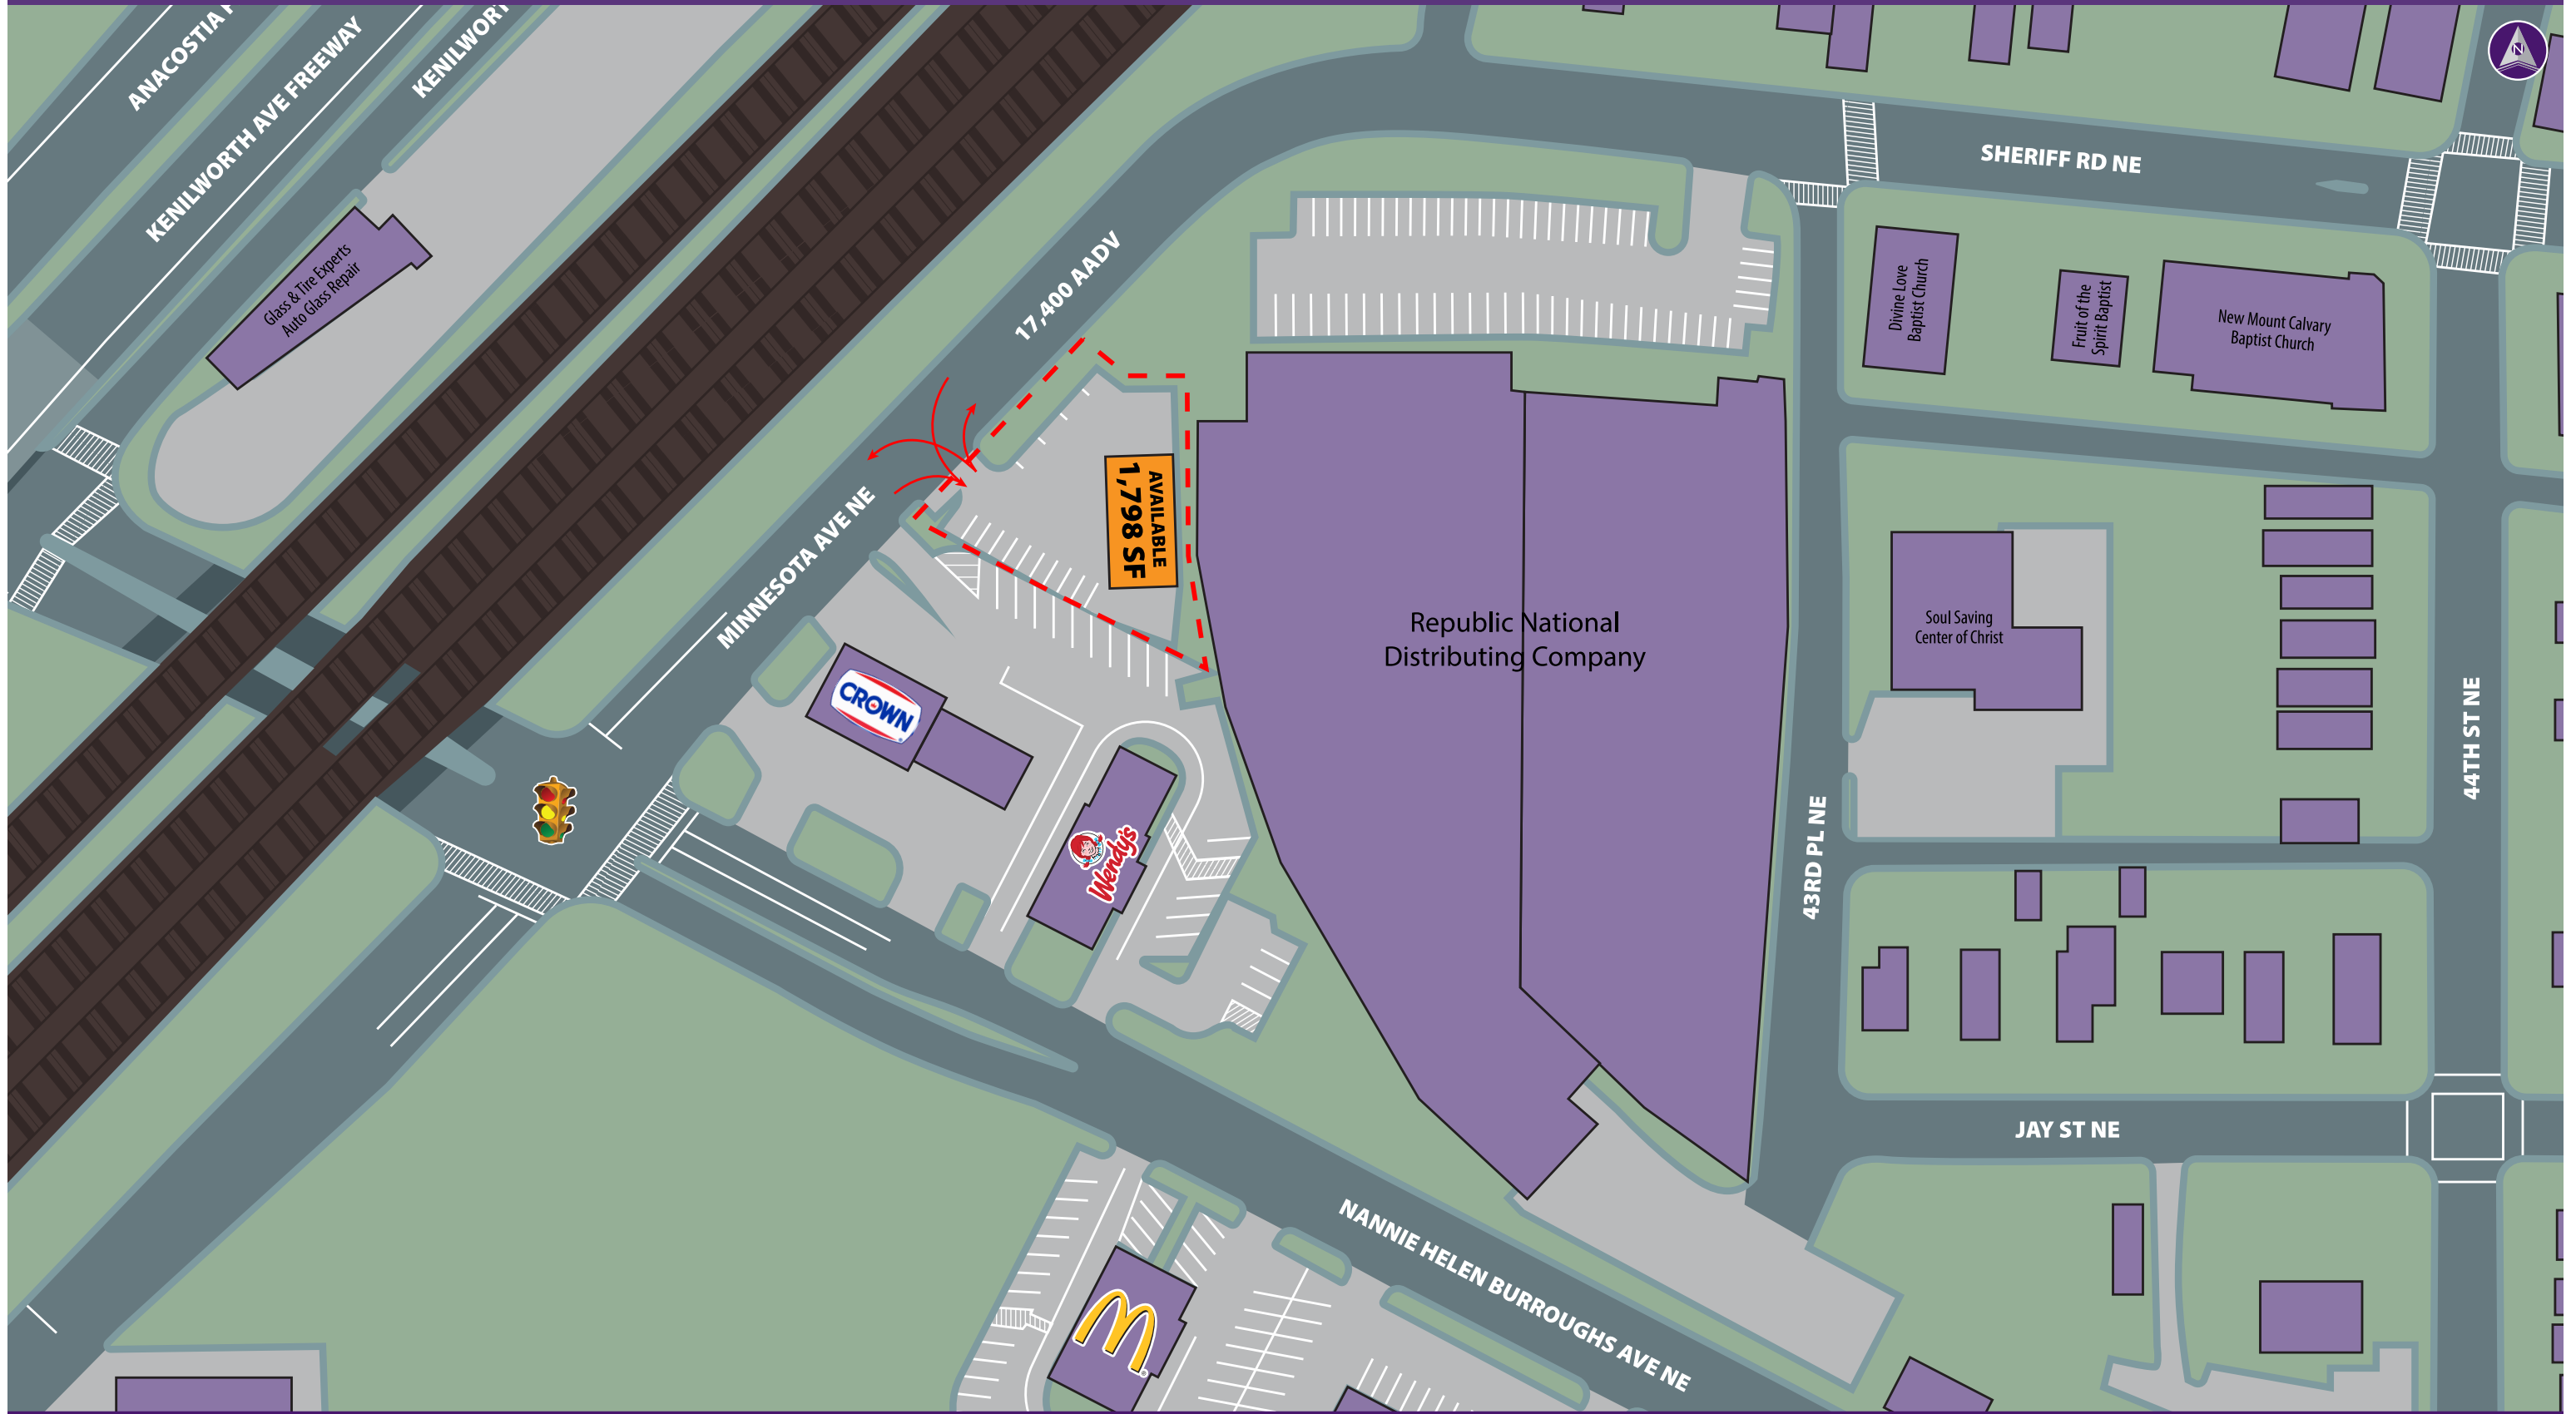 ANACOSTIA
KENILWORTH AVE FREEWAY
N
SHERIFF RD NE
Glass & Tire Experts
Auto Glass Repair
17,400 AADV
Divine Love
Baptist Church
Fruit of the
Spirit Baptist
New Mount Calvary
Baptist Church
AVAILABLE
1,798 SF
MINNESOTA AVE NE
Republic National
Distributing Company
Soul Saving
Center of Christ
CROWN
44TH ST NE
Wendy's
43RD PL NE
JAY ST NE
NANNIE HELEN BURROUGHS AVE NE